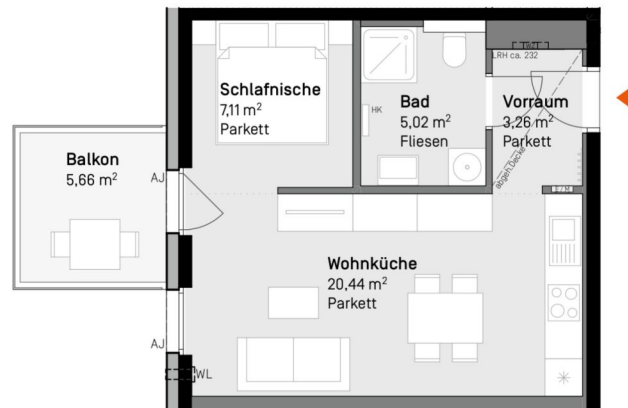 T&T
LRH ca. 232
Schlafnische
7,11 m²
Parkett
HK
Bad
5,02 m²
Fliesen
Vorraum
3,26 m²
Parkett
abgeh.Decke
Balkon
5,66 m²
AJ
E/M
Wohnküche
20,44 m²
Parkett
AJ
WL